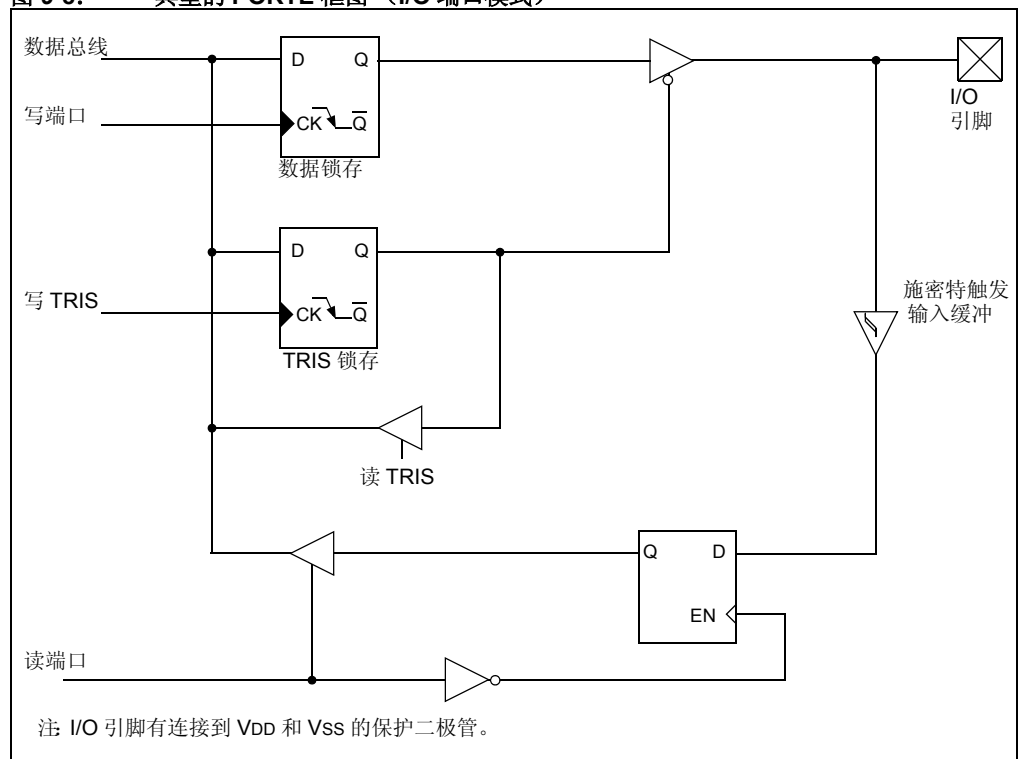 数据总线
D Q
写端口
CK Q
I/O
引脚
数据锁存
D Q
写 TRIS
CK Q
施密特触发
输入缓冲
TRIS 锁存
读 TRIS
Q D
EN
读端口
注: I/O 引脚有连接到 VDD 和 VSS 的保护二极管。